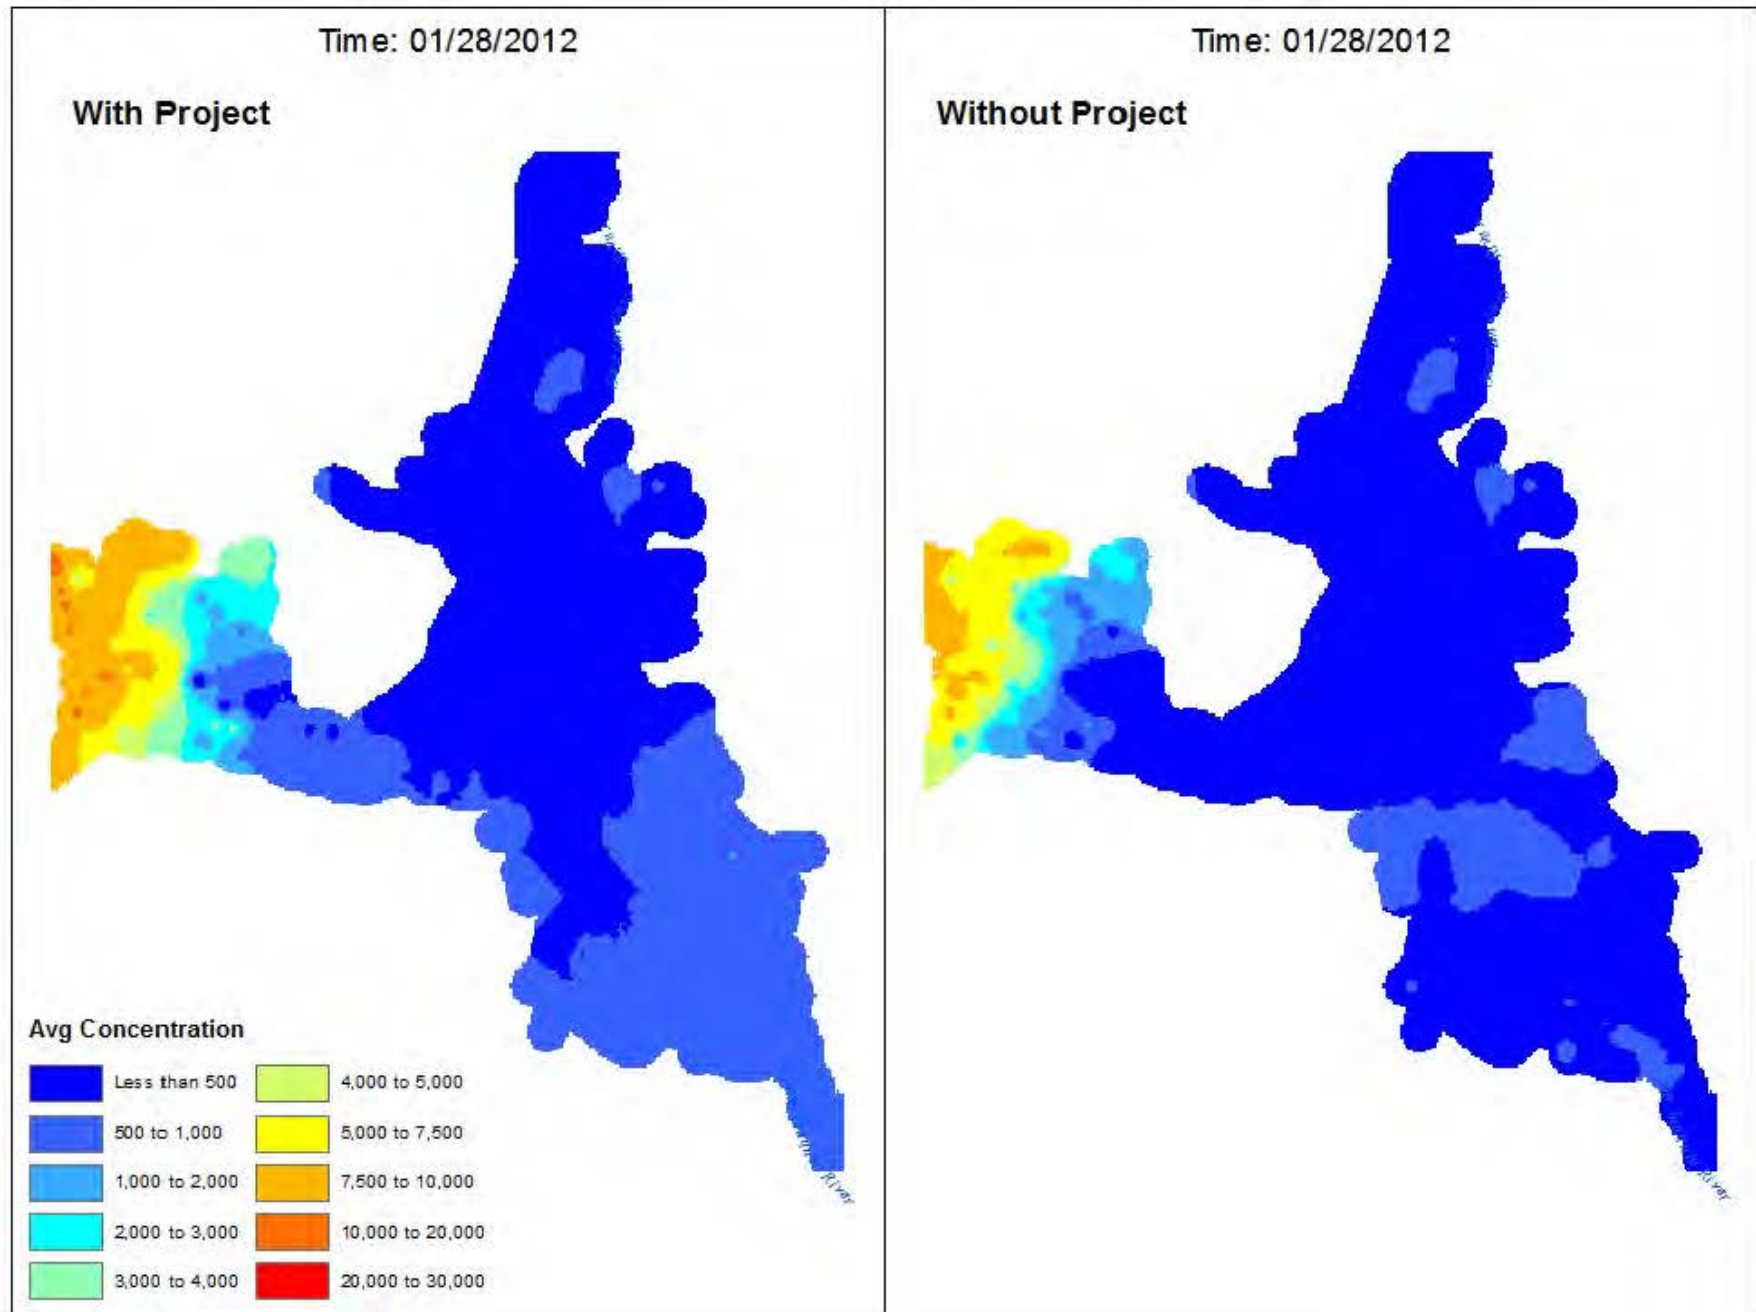 Time: 01/28/2012
With Project
Time: 01/28/2012
Without Project
Avg Concentration
Less than 500
500 to 1,000
1,000 to 2,000
2,000 to 3,000
3,000 to 4,000
4,000 to 5,000
5,000 to 7,500
7,500 to 10,000
10,000 to 20,000
20,000 to 30,000
River
River